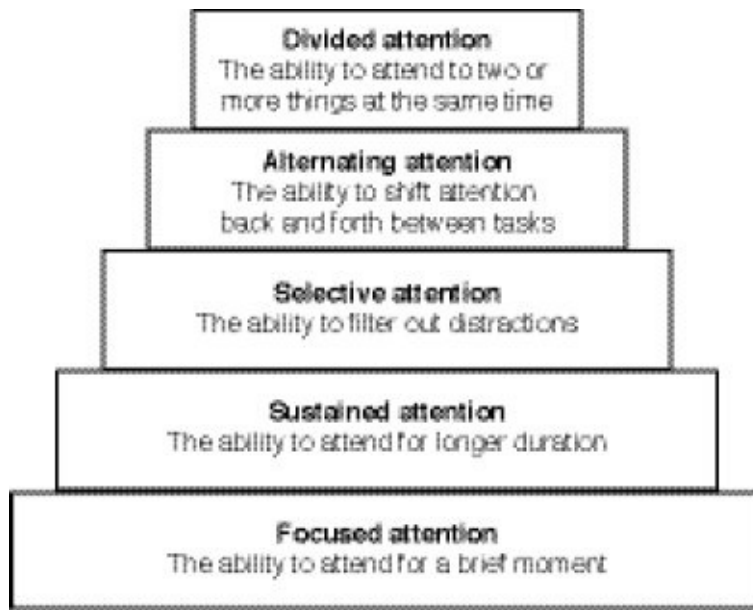 Divided attention
The ability to attend to two or
more things at the same time
Alternating attention
The ability to shift attention
back and forth between tasks
Selective attention
The ability to filter out distractions
Sustained attention
The ability to attend for longer duration
Focused attention
The ability to attend for a brief moment